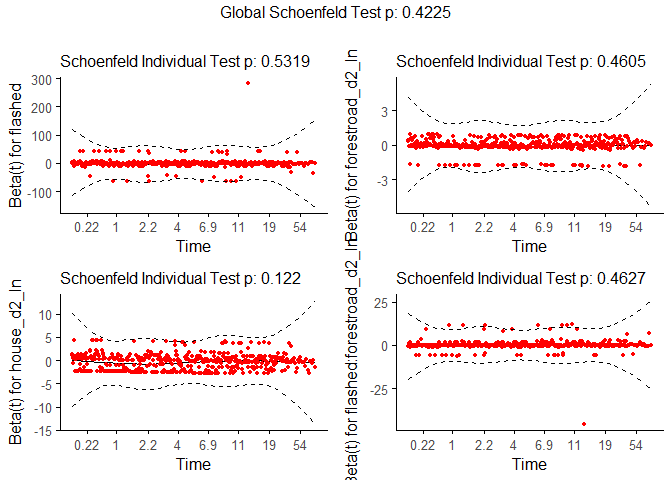 Global Schoenfeld Test p: 0.4225
Schoenfeld Individual Test p: 0.5319
Beta(t) for flashed
300
200
100
0
-100
0.22 1 2.2 4 6.9 11 19 54
Time
Schoenfeld Individual Test p: 0.4605
Beta(t) for forestroad_d2_ln
3
0
-3
0.22 1 2.2 4 6.9 11 19 54
Time
Schoenfeld Individual Test p: 0.122
Beta(t) for house_d2_ln
10
5
0
-5
-10
-15
0.22 1 2.2 4 6.9 11 19 54
Time
Schoenfeld Individual Test p: 0.4627
Beta(t) for flashed:forestroad_d2_ln
25
0
-25
0.22 1 2.2 4 6.9 11 19 54
Time